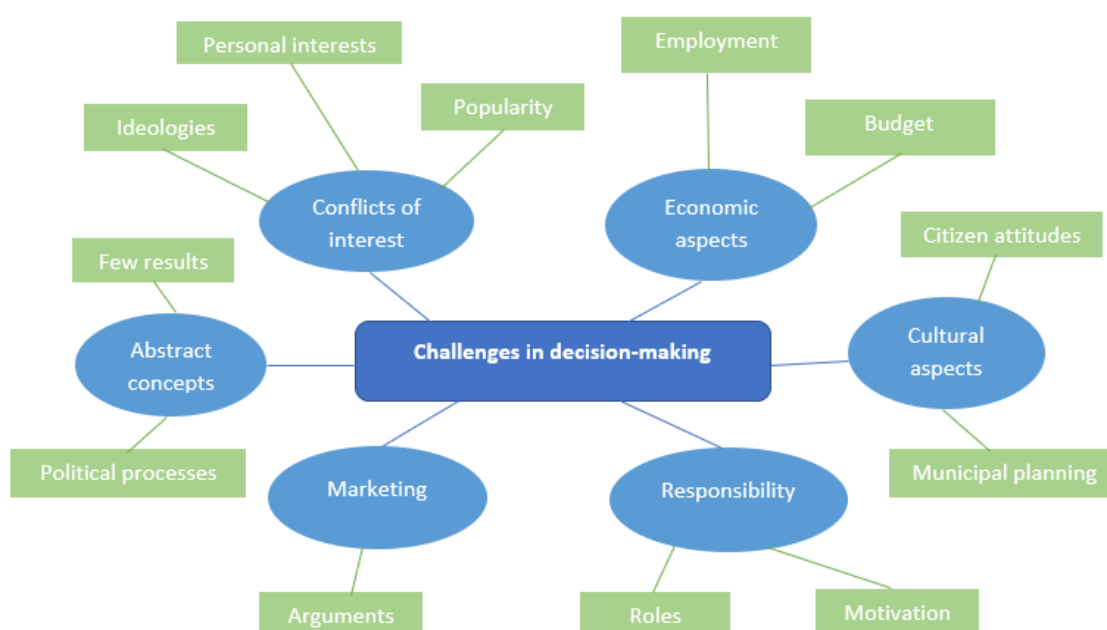 Employment
Personal interests
Popularity
Ideologies
Budget
Conflicts of
interest
Economic
aspects
Citizen attitudes
Few results
Challenges in decision-making
Abstract
concepts
Cultural
aspects
Political processes
Marketing
Responsibility
Municipal planning
Arguments
Roles
Motivation